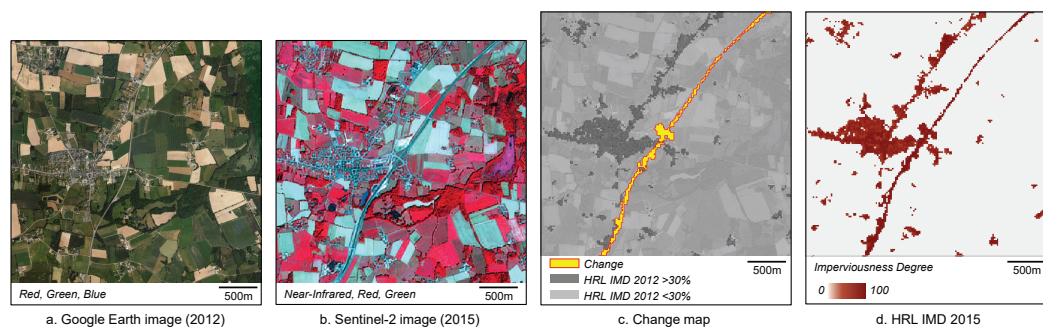 Red, Green, Blue
500m
a. Google Earth image (2012)
Near-Infrared, Red, Green
500m
b. Sentinel-2 image (2015)
Change
HRL IMD 2012 >30%
HRL IMD 2012 <30%
500m
c. Change map
Imperviousness Degree
0 100
500m
d. HRL IMD 2015